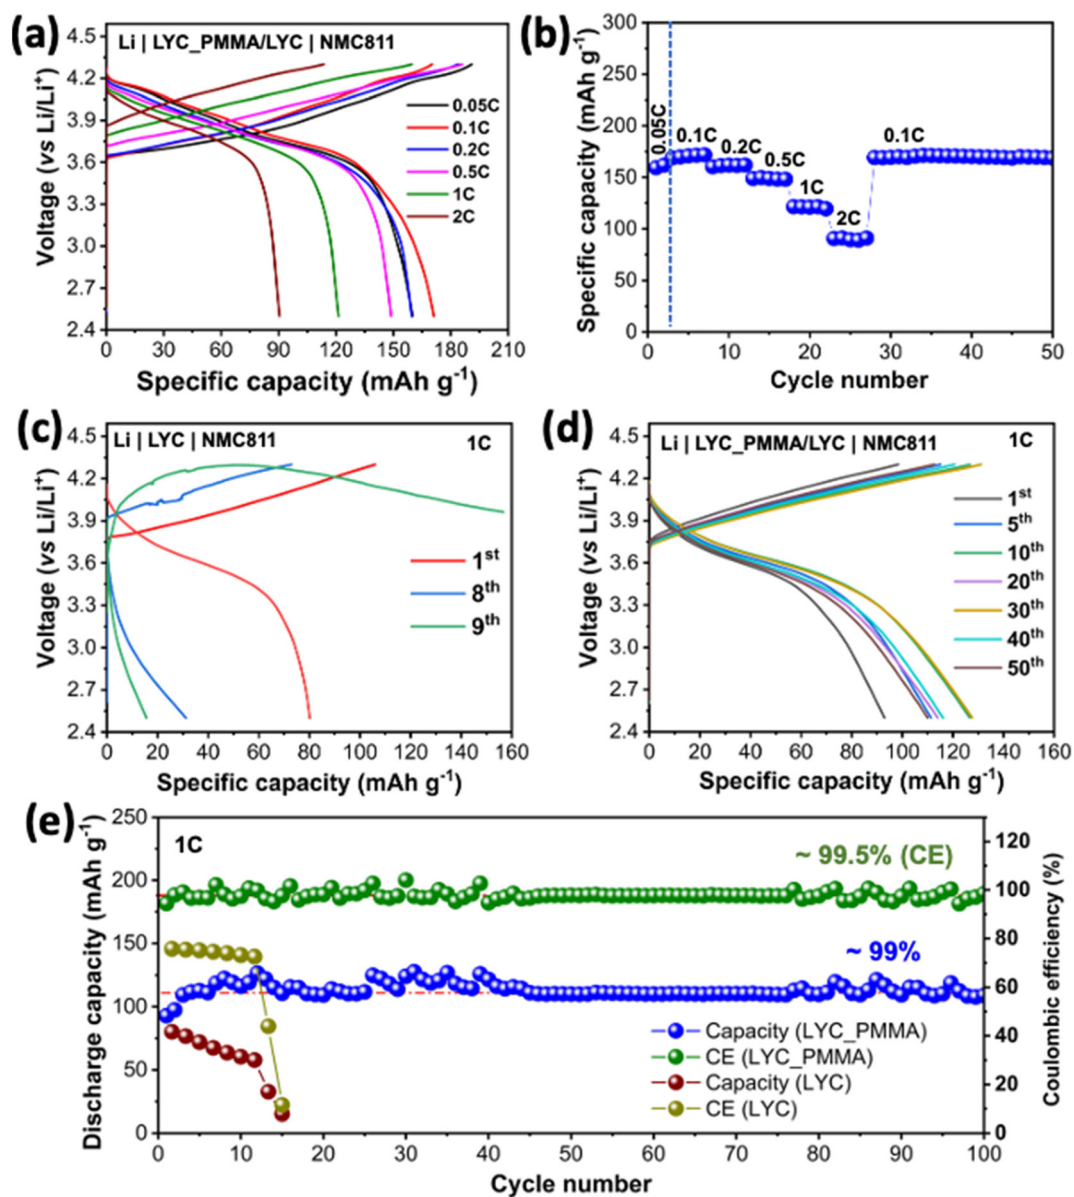 (a)
Li | LYC_PMMA/LYC | NMC811
Voltage (vs Li/Li⁺)
4.5
4.2
3.9
3.6
3.3
3.0
2.7
2.4
0.05C
0.1C
0.2C
0.5C
1C
2C
0 30 60 90 120 150 180 210
Specific capacity (mAh g⁻¹)
(b)
Specific capacity (mAh g⁻¹)
300
250
200
150
100
50
0
0.05C
0.1C
0.2C
0.5C
1C
2C
0.1C
0 10 20 30 40 50
Cycle number
(c)
Li | LYC | NMC811
1C
Voltage (vs Li/Li⁺)
4.5
4.2
3.9
3.6
3.3
3.0
2.7
2.4
1ˢᵗ
8ᵗʰ
9ᵗʰ
0 20 40 60 80 100 120 140 160
Specific capacity (mAh g⁻¹)
(d)
Li | LYC_PMMA/LYC | NMC811
1C
Voltage (vs Li/Li⁺)
4.5
4.2
3.9
3.6
3.3
3.0
2.7
2.4
1ˢᵗ
5ᵗʰ
10ᵗʰ
20ᵗʰ
30ᵗʰ
40ᵗʰ
50ᵗʰ
0 20 40 60 80 100 120 140 160
Specific capacity (mAh g⁻¹)
(e)
1C
Discharge capacity (mAh g⁻¹)
250
200
150
100
50
0
~ 99.5% (CE)
~ 99%
Capacity (LYC_PMMA)
CE (LYC_PMMA)
Capacity (LYC)
CE (LYC)
120
100
80
60
40
20
0
Coulombic efficiency (%)
0 10 20 30 40 50 60 70 80 90 100
Cycle number